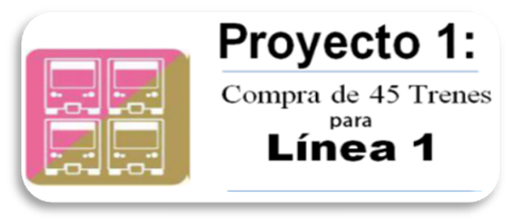 Proyecto 1:
Compra de 45 Trenes
para
Línea 1